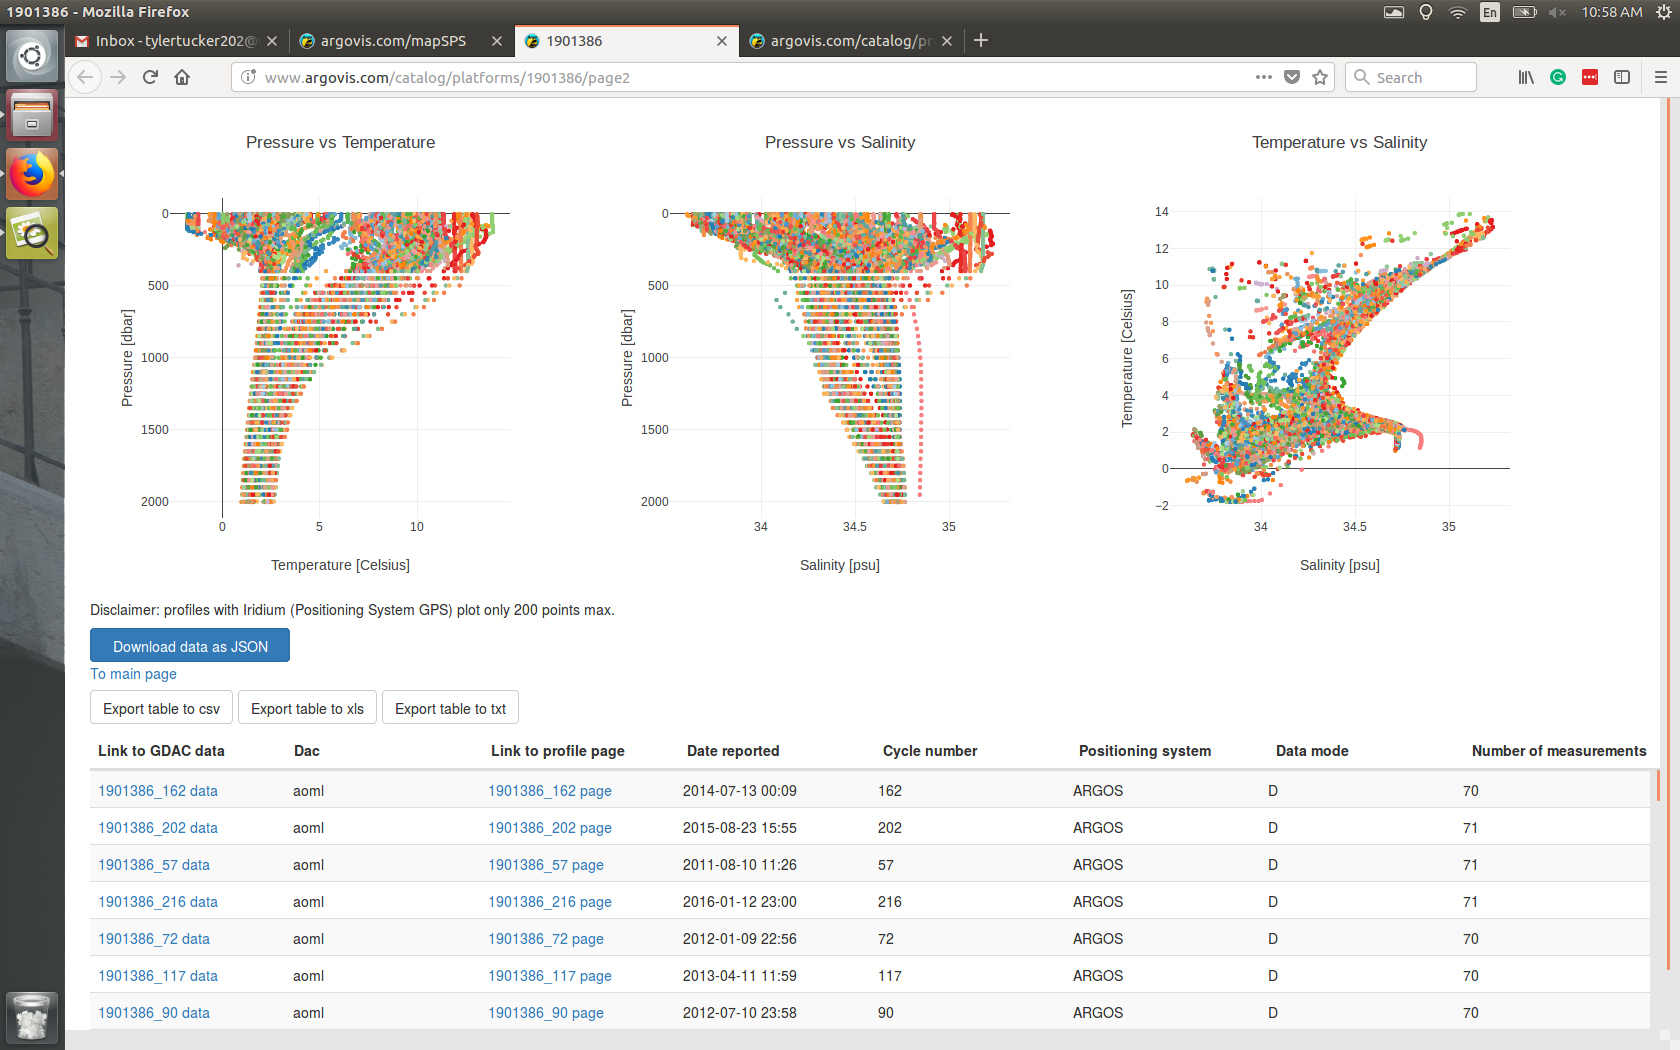 1901386 - Mozilla Firefox
En
10:58 AM
Inbox - tylertucker202@
argovis.com/mapSPS
1901386
argovis.com/catalog/pr
www.argovis.com/catalog/platforms/1901386/page2
Search
Pressure vs Temperature
Pressure vs Salinity
Temperature vs Salinity
0
500
1000
1500
2000
Pressure [dbar]
0
5
10
Temperature [Celsius]
0
500
1000
1500
2000
Pressure [dbar]
34
34.5
35
Salinity [psu]
14
12
10
8
6
4
2
0
−2
Temperature [Celsius]
34
34.5
35
Salinity [psu]
Disclaimer: profiles with Iridium (Positioning System GPS) plot only 200 points max.
Download data as JSON
To main page
Export table to csv
Export table to xls
Export table to txt
Link to GDAC data Dac Link to profile page Date reported Cycle number Positioning system Data mode Number of measurements
1901386_162 data aoml 1901386_162 page 2014-07-13 00:09 162 ARGOS D 70
1901386_202 data aoml 1901386_202 page 2015-08-23 15:55 202 ARGOS D 71
1901386_57 data aoml 1901386_57 page 2011-08-10 11:26 57 ARGOS D 71
1901386_216 data aoml 1901386_216 page 2016-01-12 23:00 216 ARGOS D 71
1901386_72 data aoml 1901386_72 page 2012-01-09 22:56 72 ARGOS D 70
1901386_117 data aoml 1901386_117 page 2013-04-11 11:59 117 ARGOS D 70
1901386_90 data aoml 1901386_90 page 2012-07-10 23:58 90 ARGOS D 70